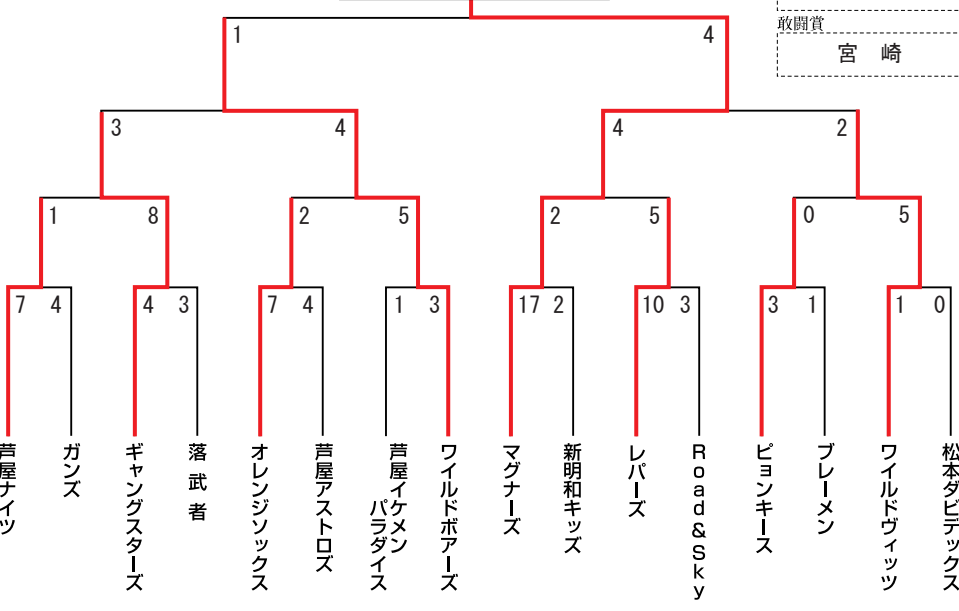 敢闘賞
宮 崎
1 4
3 4 4 2
1 8 2 5 2 5 0 5
7 4 4 3 7 4 1 3 17 2 10 3 3 1 1 0
芦屋ナイツ
ガンズ
ギャングスターズ
落武者
オレンジソックス
芦屋アストロズ
芦屋イケメン
パラダイス
ワイルドボアーズ
マグナーズ
新明和キッズ
レパーズ
Road&Sky
ピョンキース
ブレーメン
ワイルドヴィッツ
松本ダビデックス